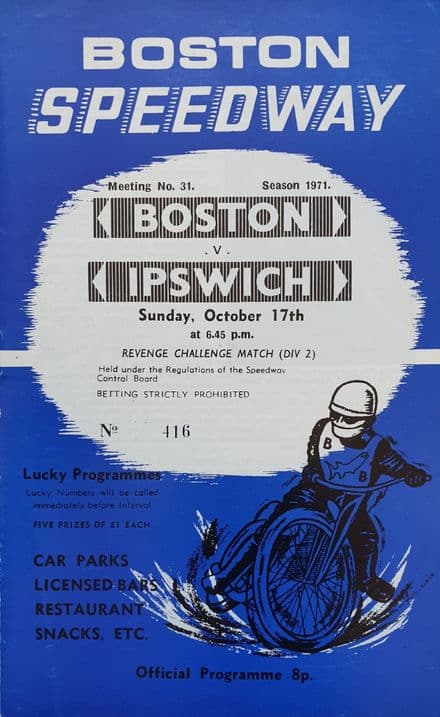 BOSTON
SPEEDWAY
Meeting No. 31. Season 1971.
BOSTON
.V.
IPSWICH
Sunday, October 17th
at 6.45 p.m.
REVENGE CHALLENGE MATCH (DIV 2)
Held under the Regulations of the Speedway
Control Board
BETTING STRICTLY PROHIBITED
No 416
B
B
Lucky Programmes
Lucky Numbers will be called
immediately before Interval
FIVE PRIZES OF £1 EACH
CAR PARKS
LICENSED BARS
RESTAURANT
SNACKS, ETC.
Official Programme 8p.